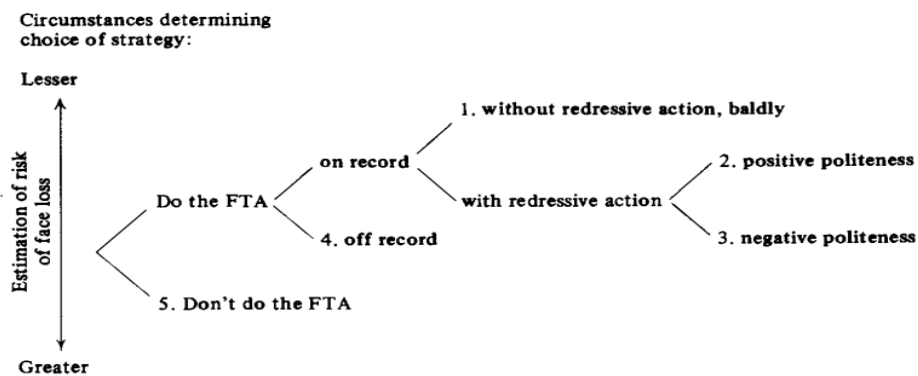 Circumstances determining
choice of strategy:
Lesser
Estimation of risk
of face loss
1. without redressive action, baldly
on record
2. positive politeness
Do the FTA
with redressive action
4. off record
3. negative politeness
5. Don't do the FTA
Greater